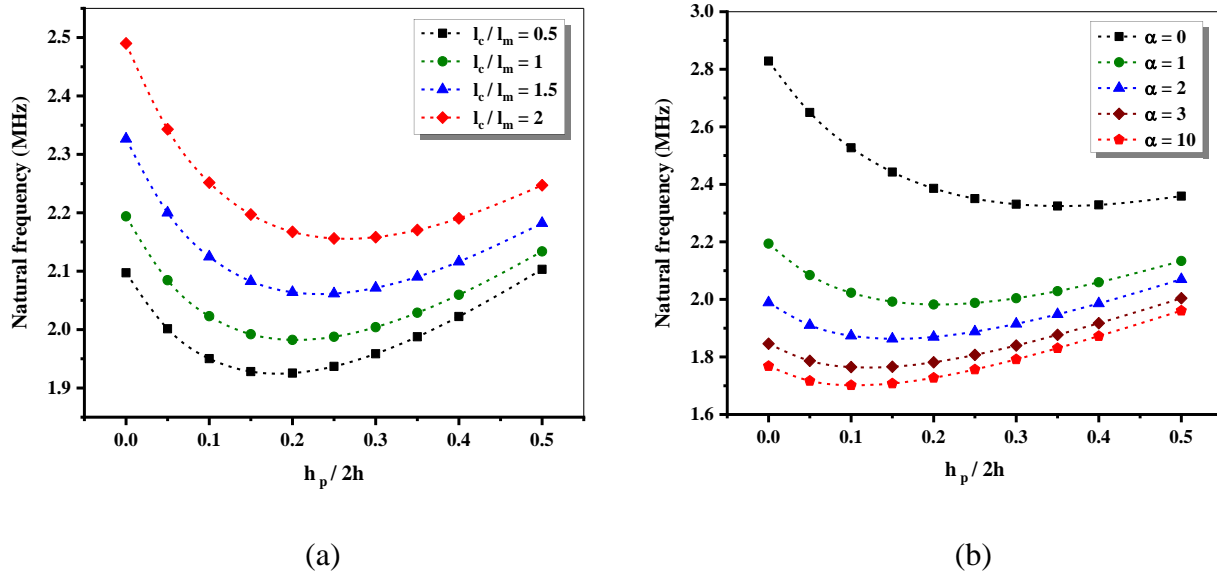 2.5
2.5
2.4
2.3
2.2
2.1
2.0
1.9
Natural frequency (MHz)
0.0 0.1 0.2 0.3 0.4 0.5
h_p / 2h
l_c / l_m = 0.5
l_c / l_m = 1
l_c / l_m = 1.5
l_c / l_m = 2
(a)
3.0
2.8
2.6
2.4
2.2
2.0
1.8
1.6
Natural frequency (MHz)
0.0 0.1 0.2 0.3 0.4 0.5
h_p / 2h
α = 0
α = 1
α = 2
α = 3
α = 10
(b)